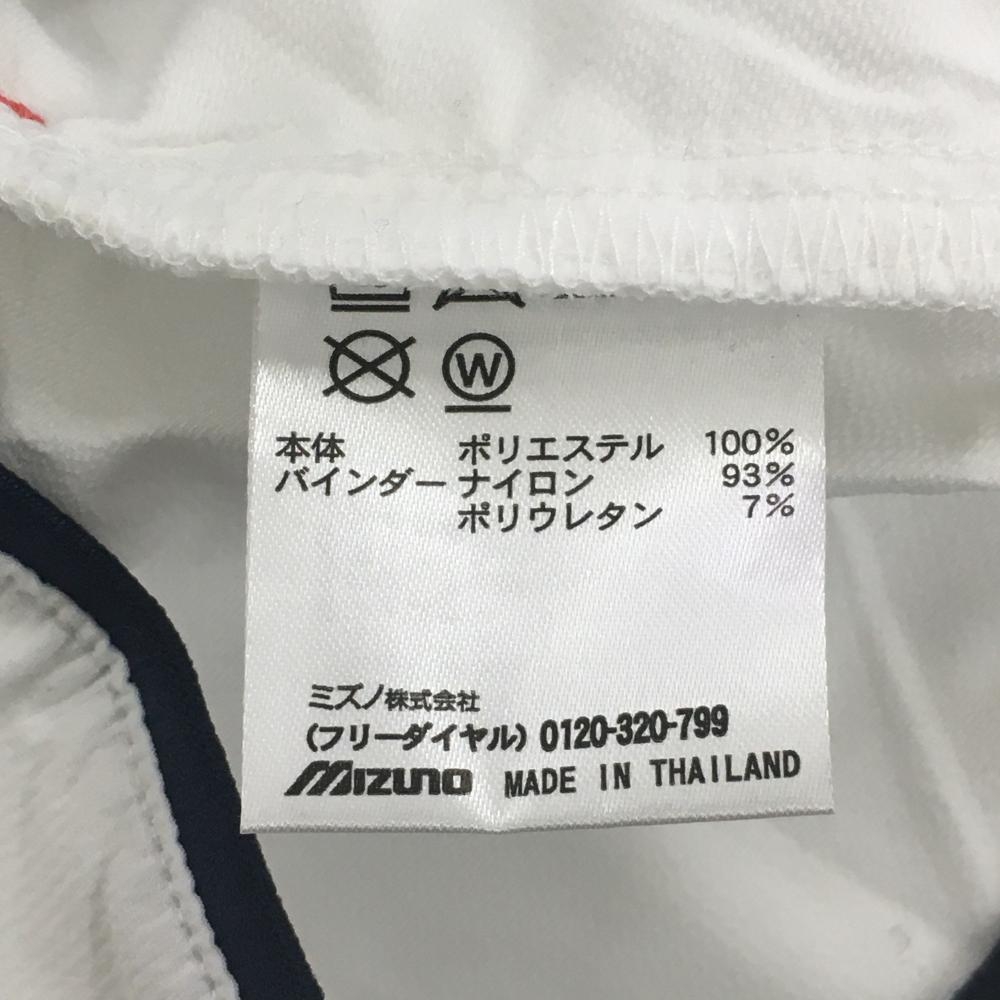 W
本体 ポリエステル 100%
バインダー ナイロン 93%
ポリウレタン 7%
ミズノ株式会社
(フリーダイヤル) 0120-320-799
MIZUNO MADE IN THAILAND